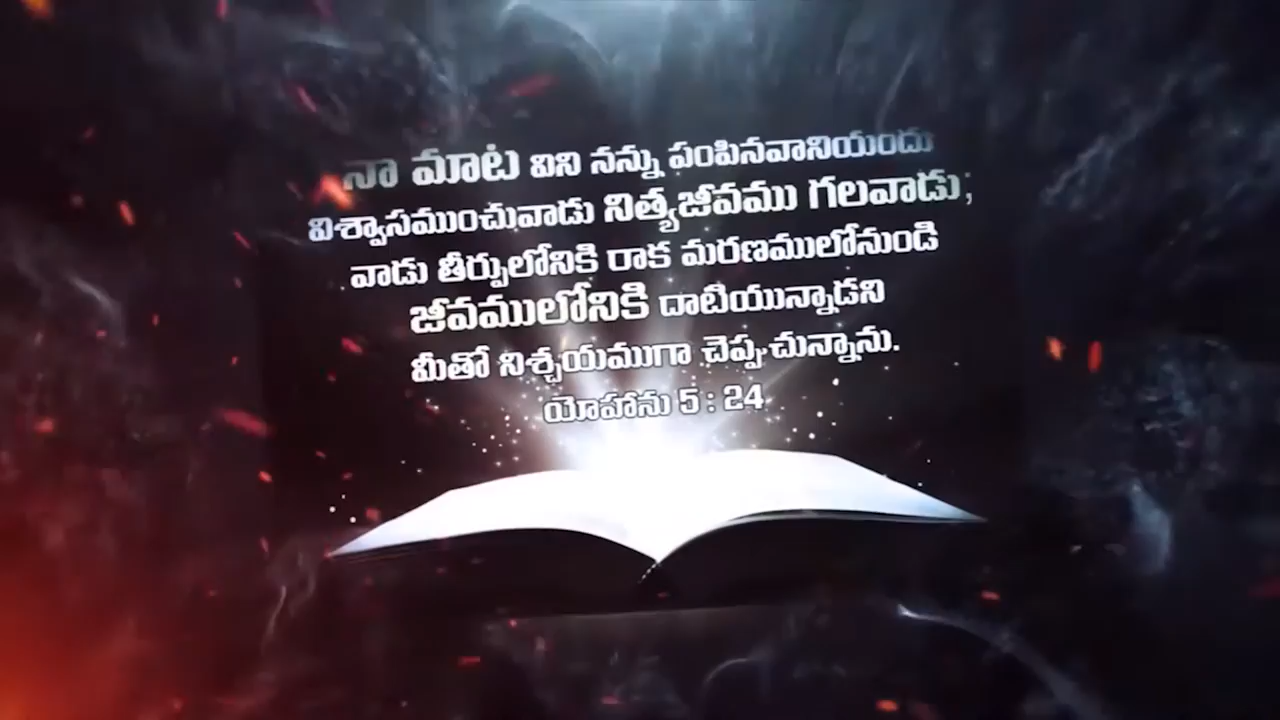 నా మాట విని నన్ను పంపినవానియందు
విశ్వాసముంచువాడు నిత్యజీవము గలవాడు;
వాడు తీర్పులోనికి రాక మరణములోనుండి
జీవములోనికి దాటియున్నాడని
మీతో నిశ్చయముగా చెప్పుచున్నాను.
యోహాను 5 : 24